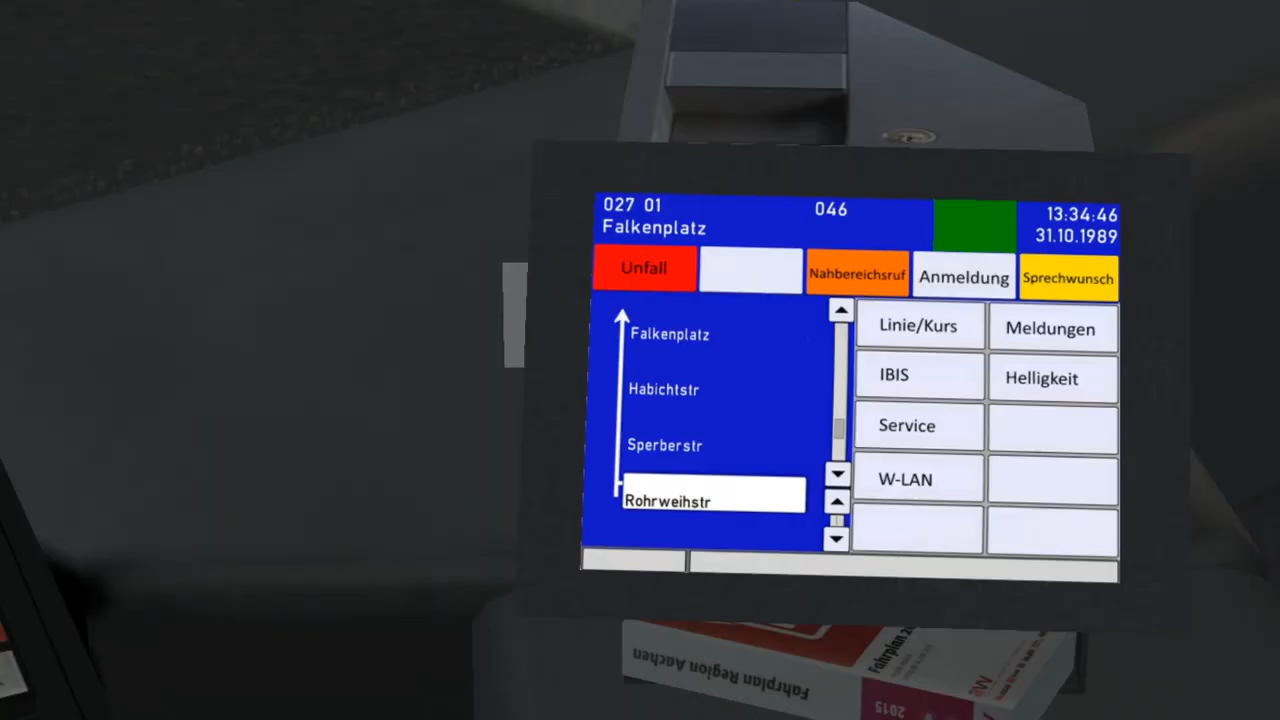 027 01
046
13:34:46
Falkenplatz
31.10.1989
Unfall
Nahbereichsruf
Anmeldung
Sprechwunsch
Falkenplatz
Habichtstr
Sperberstr
Rohrweihstr
Linie/Kurs
Meldungen
IBIS
Helligkeit
Service
W-LAN
Fahrplan Region Aachen
Fahrplan
2015